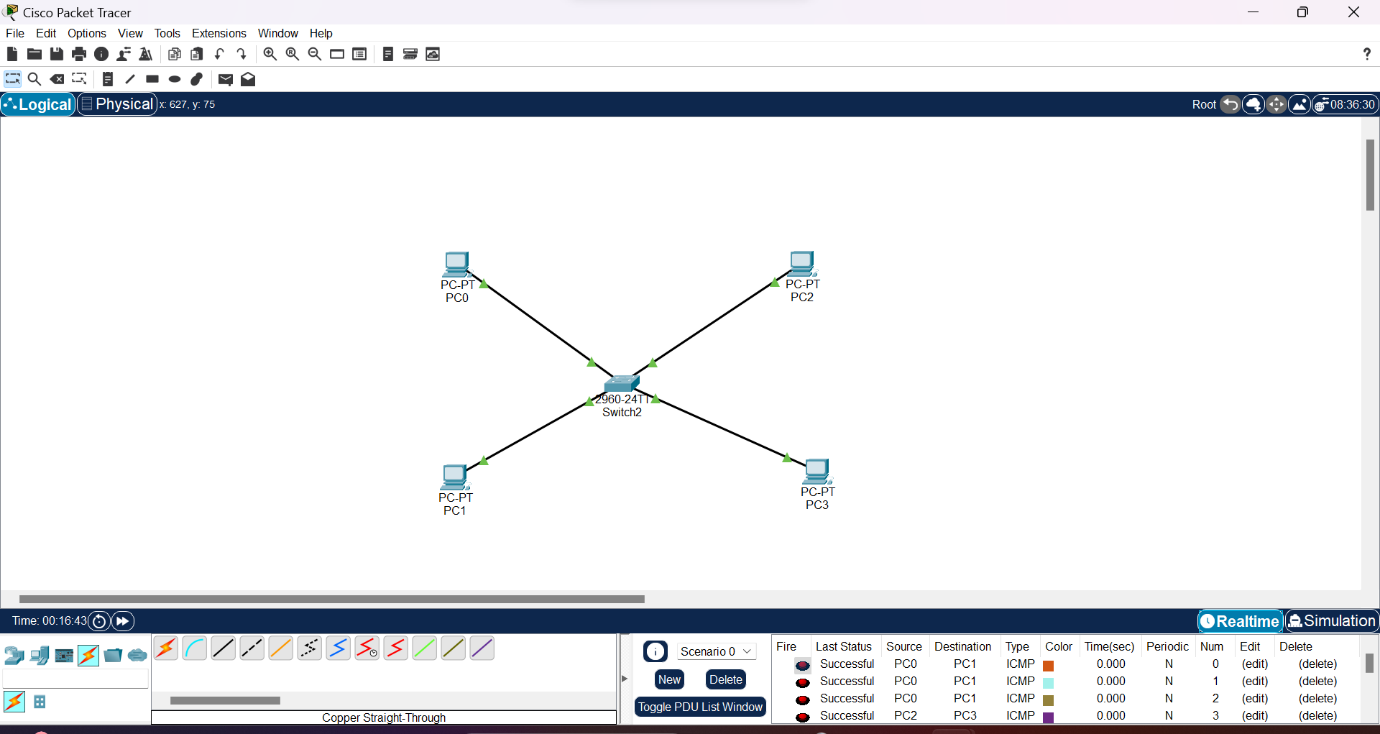 Cisco Packet Tracer
File Edit Options View Tools Extensions Window Help
Logical Physical x: 627, y: 75 Root 08:36:30
PC-PT
PC0
PC-PT
PC2
2960-24TT
Switch2
PC-PT
PC1
PC-PT
PC3
Time: 00:16:43 Realtime Simulation
Scenario 0
New Delete
Toggle PDU List Window
Copper Straight-Through
Fire Last Status Source Destination Type Color Time(sec) Periodic Num Edit Delete
Successful PC0 PC1 ICMP 0.000 N 0 (edit) (delete)
Successful PC0 PC1 ICMP 0.000 N 1 (edit) (delete)
Successful PC0 PC1 ICMP 0.000 N 2 (edit) (delete)
Successful PC2 PC3 ICMP 0.000 N 3 (edit) (delete)